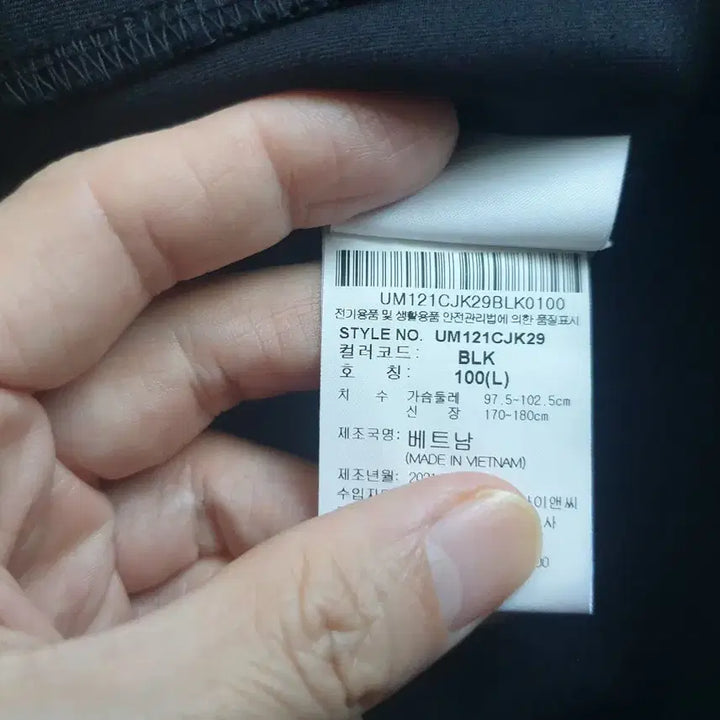 UM121CJK29BLK0100
전기용품 및 생활용품 안전관리법에 의한 품질표시
STYLE NO. UM121CJK29
컬러코드: BLK
호 칭: 100(L)
치 수 가슴둘레 97.5~102.5cm
신 장 170~180cm
제조국명: 베트남
(MADE IN VIETNAM)
제조년월: